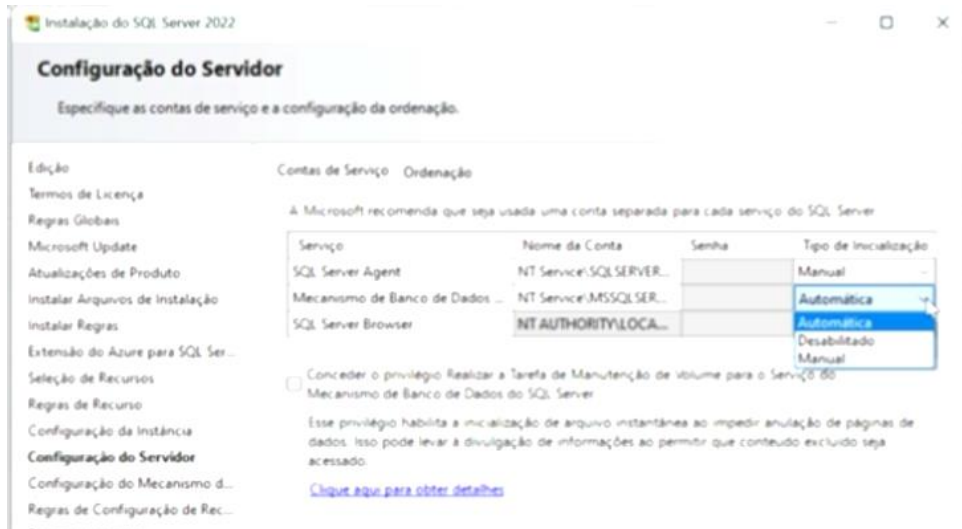 Instalação do SQL Server 2022
Configuração do Servidor
Especifique as contas de serviço e a configuração da ordenação.
Edição
Termos de Licença
Regras Globais
Microsoft Update
Atualizações de Produto
Instalar Arquivos de Instalação
Instalar Regras
Extensão do Azure para SQL Ser...
Seleção de Recursos
Regras de Recurso
Configuração da Instância
Configuração do Servidor
Configuração do Mecanismo d...
Regras de Configuração de Rec...
Contas de Serviço Ordenação
A Microsoft recomenda que seja usada uma conta separada para cada serviço do SQL Server
Serviço Nome da Conta Senha Tipo de Inicialização
SQL Server Agent NT Service\SQLSERVER... Manual
Mecanismo de Banco de Dados ... NT Service\MSSQLSER... Automática
SQL Server Browser NT AUTHORITY\LOCA... Automática
Desabilitado
Manual
Conceder o privilégio Realizar a Tarefa de Manutenção de Volume para o Serviço do
Mecanismo de Banco de Dados do SQL Server
Esse privilégio habilita a inicialização de arquivo instantânea ao impedir anulação de páginas de
dados. Isso pode levar à divulgação de informações ao permitir que conteúdo excluído seja
acessado.
Clique aqui para obter detalhes